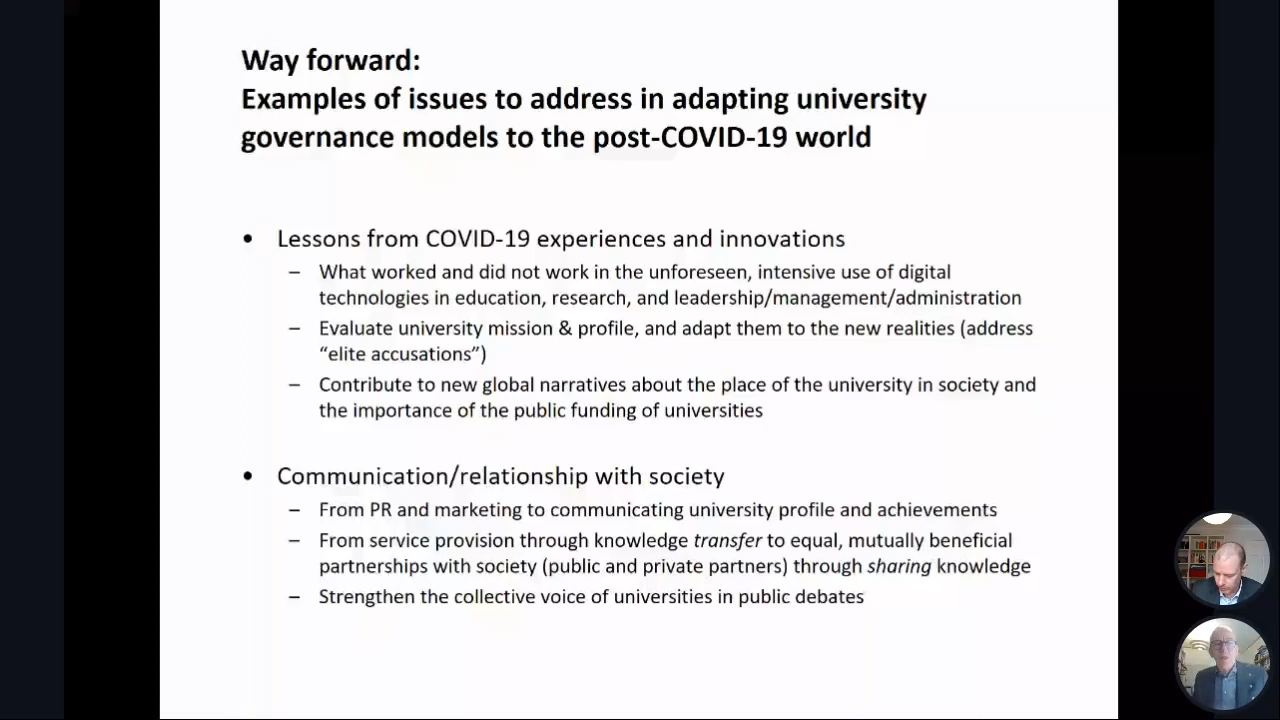 Way forward:
Examples of issues to address in adapting university
governance models to the post-COVID-19 world
• Lessons from COVID-19 experiences and innovations
– What worked and did not work in the unforeseen, intensive use of digital
technologies in education, research, and leadership/management/administration
– Evaluate university mission & profile, and adapt them to the new realities (address
“elite accusations”)
– Contribute to new global narratives about the place of the university in society and
the importance of the public funding of universities
• Communication/relationship with society
– From PR and marketing to communicating university profile and achievements
– From service provision through knowledge transfer to equal, mutually beneficial
partnerships with society (public and private partners) through sharing knowledge
– Strengthen the collective voice of universities in public debates